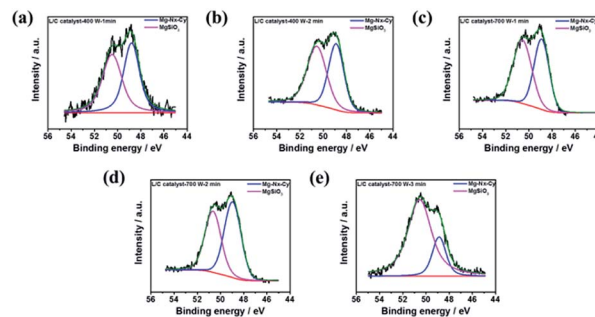 (a)
L/C catalyst-400 W-1min
Mg-Nx-Cy
MgSiO3
Intensity / a.u.
56 54 52 50 48 46 44
Binding energy / eV
(b)
L/C catalyst-400 W-2 min
Mg-Nx-Cy
MgSiO3
Intensity / a.u.
56 54 52 50 48 46 44
Binding energy / eV
(c)
L/C catalyst-700 W-1 min
Mg-Nx-Cy
MgSiO3
Intensity / a.u.
56 54 52 50 48 46 44
Binding energy / eV
(d)
L/C catalyst-700 W-2 min
Mg-Nx-Cy
MgSiO3
Intensity / a.u.
56 54 52 50 48 46 44
Binding energy / eV
(e)
L/C catalyst-700 W-3 min
Mg-Nx-Cy
MgSiO3
Intensity / a.u.
56 54 52 50 48 46 44
Binding energy / eV